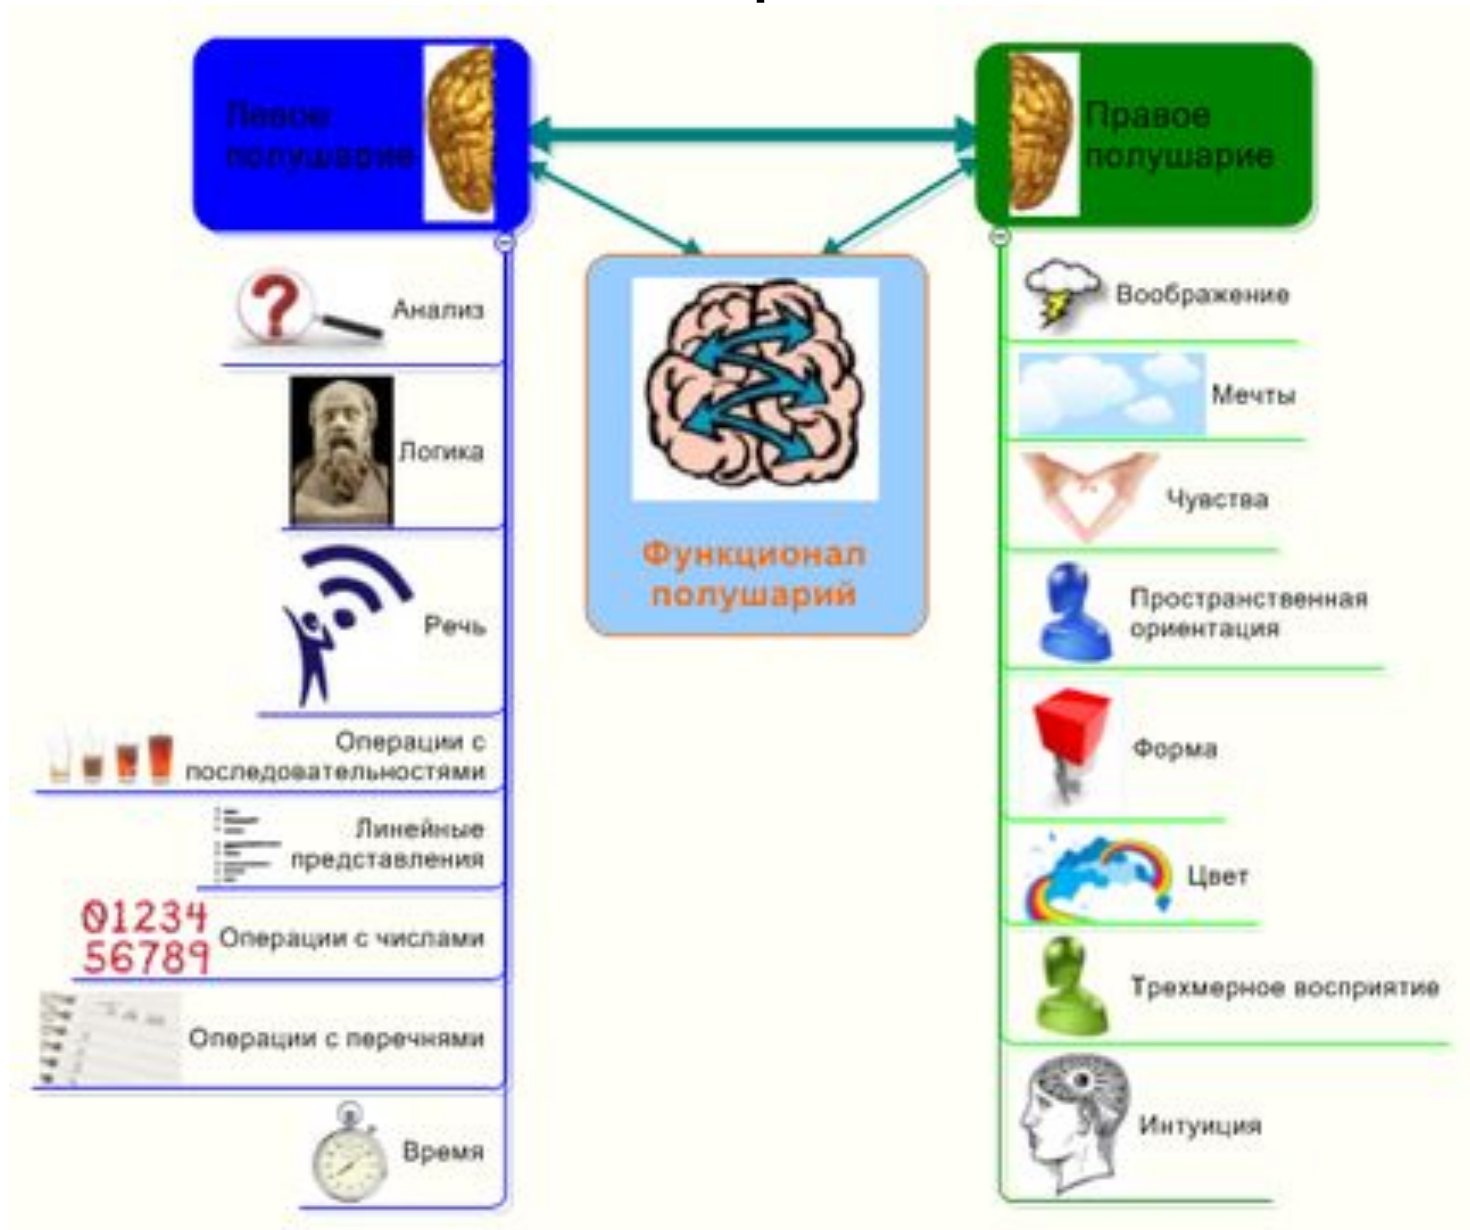 Левое
полушарие
Правое
полушарие
Функционал
полушарий
Анализ
Логика
Речь
Операции с
последовательностями
Линейные
представления
01234
56789
Операции с числами
Операции с перечнями
Время
Воображение
Мечты
Чувства
Пространственная
ориентация
Форма
Цвет
Трехмерное восприятие
Интуиция